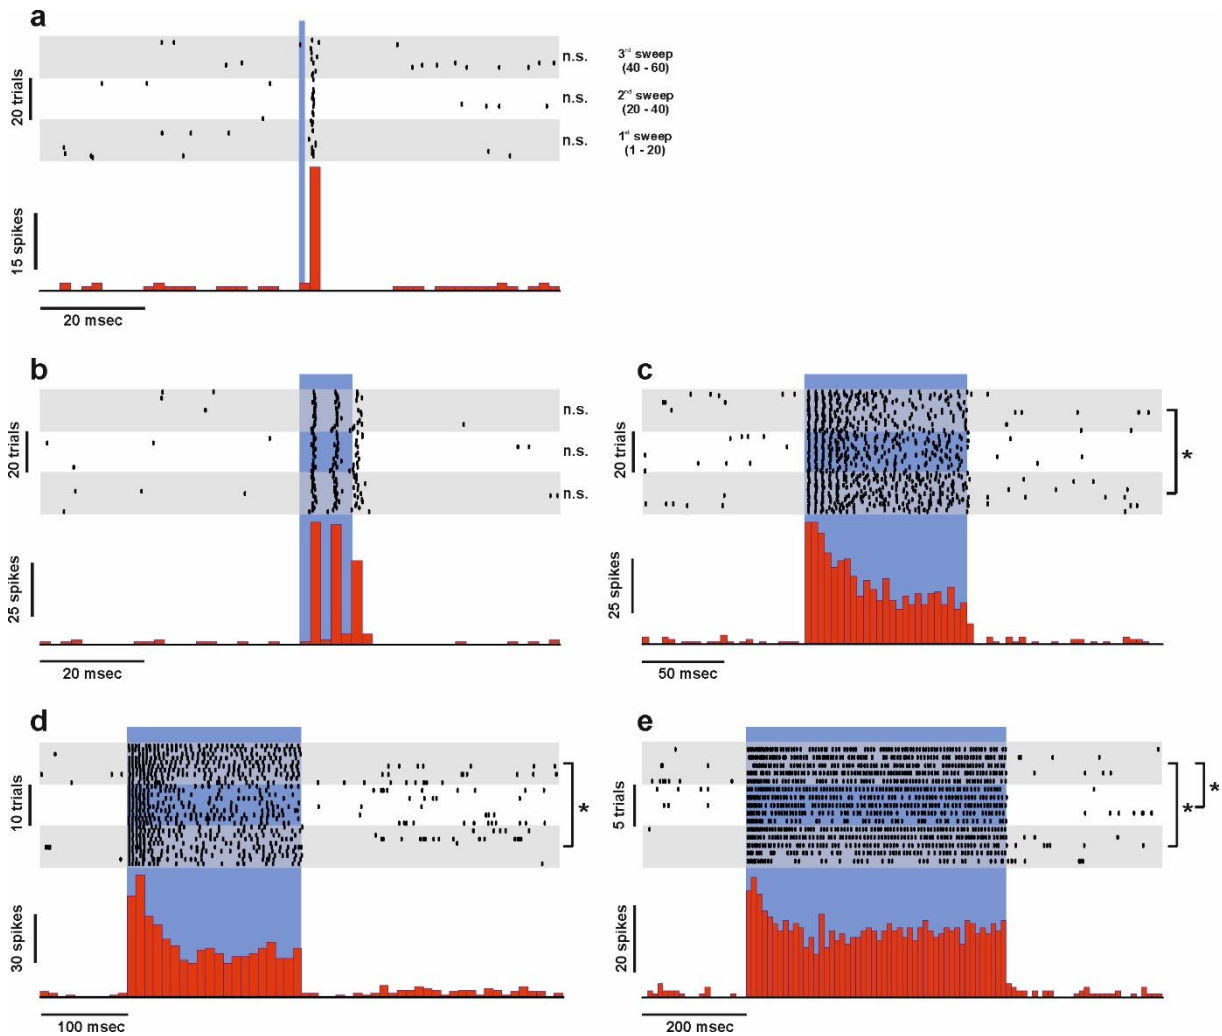 a
20 trials
n.s.
n.s.
n.s.
3rd sweep
(40 - 60)
2nd sweep
(20 - 40)
1st sweep
(1 - 20)
15 spikes
20 msec
b
20 trials
n.s.
n.s.
n.s.
25 spikes
20 msec
c
20 trials
*
25 spikes
50 msec
d
10 trials
*
30 spikes
100 msec
e
5 trials
*
*
20 spikes
200 msec